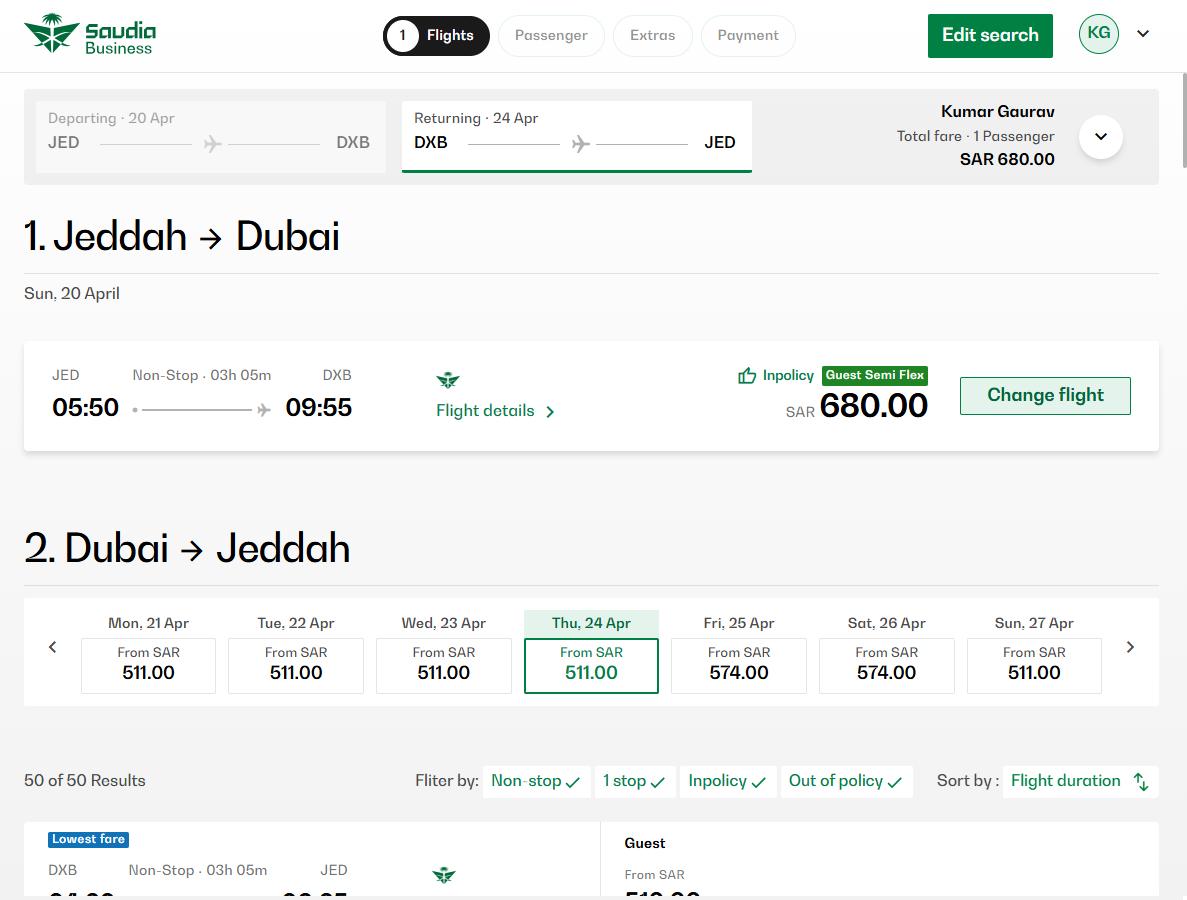 Saudia
Business
1 Flights
Passenger
Extras
Payment
Edit search
KG
Departing · 20 Apr
JED
DXB
Returning · 24 Apr
DXB
JED
Kumar Gaurav
Total fare · 1 Passenger
SAR 680.00
1. Jeddah → Dubai
Sun, 20 April
JED Non-Stop · 03h 05m DXB
05:50 09:55
Flight details
Inpolicy Guest Semi Flex
SAR 680.00
Change flight
2. Dubai → Jeddah
Mon, 21 Apr
From SAR
511.00
Tue, 22 Apr
From SAR
511.00
Wed, 23 Apr
From SAR
511.00
Thu, 24 Apr
From SAR
511.00
Fri, 25 Apr
From SAR
574.00
Sat, 26 Apr
From SAR
574.00
Sun, 27 Apr
From SAR
511.00
50 of 50 Results
Fliter by: Non-stop 1 stop Inpolicy Out of policy
Sort by : Flight duration
Lowest fare
DXB Non-Stop · 03h 05m JED
Guest
From SAR